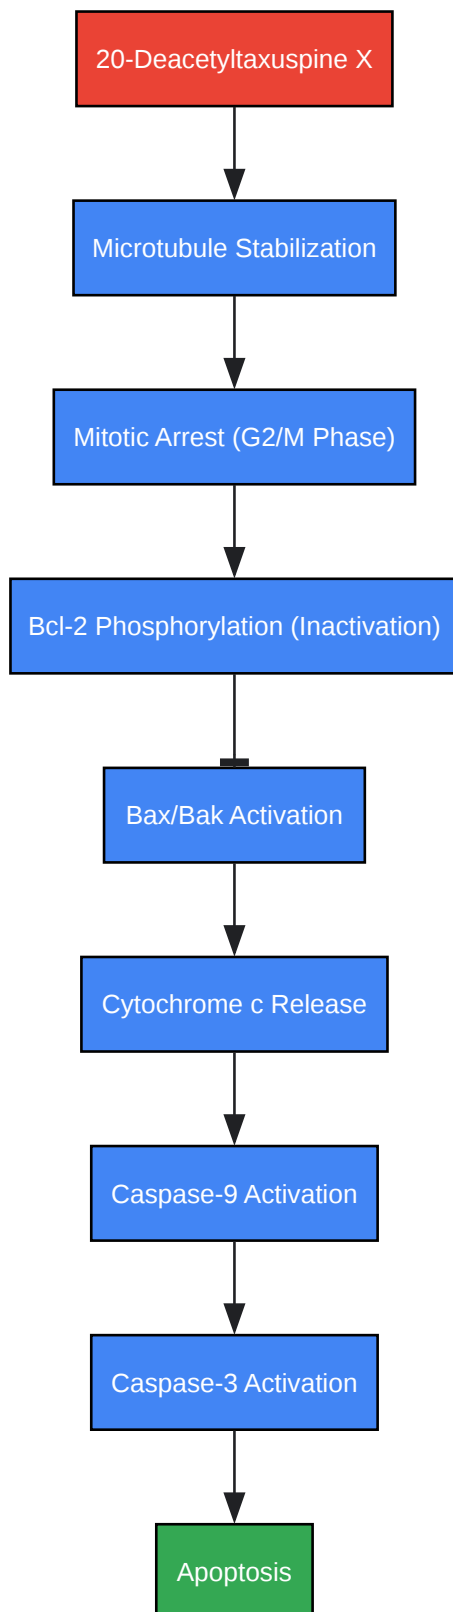 20-Deacetyltaxuspine X
Microtubule Stabilization
Mitotic Arrest (G2/M Phase)
Bcl-2 Phosphorylation (Inactivation)
Bax/Bak Activation
Cytochrome c Release
Caspase-9 Activation
Caspase-3 Activation
Apoptosis